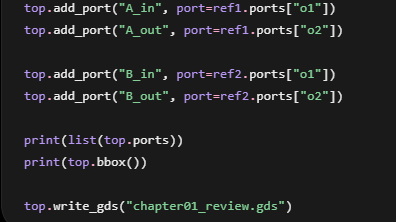 top.add_port("A_in", port=ref1.ports["o1"])
top.add_port("A_out", port=ref1.ports["o2"])
top.add_port("B_in", port=ref2.ports["o1"])
top.add_port("B_out", port=ref2.ports["o2"])
print(list(top.ports))
print(top.bbox())
top.write_gds("chapter01_review.gds")